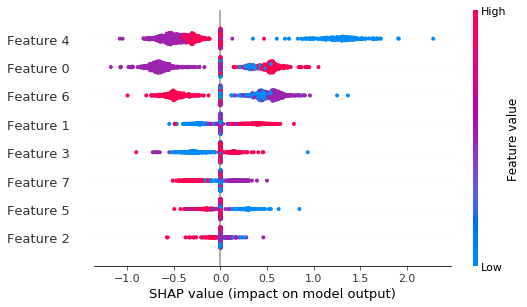 High
Feature 4
Feature 0
Feature 6
Feature 1
Feature 3
Feature 7
Feature 5
Feature 2
Feature value
Low
−1.0 −0.5 0.0 0.5 1.0 1.5 2.0
SHAP value (impact on model output)